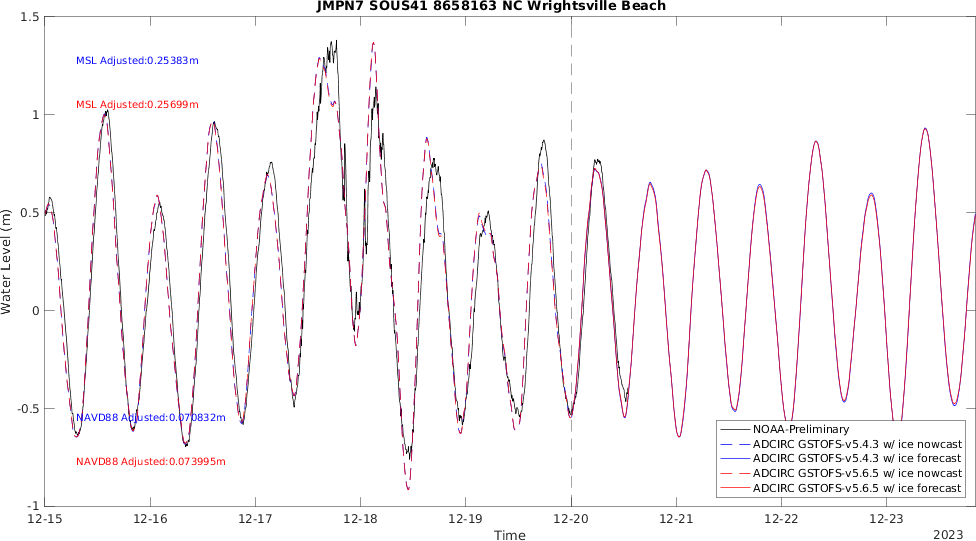 JMPN7 SOUS41 8658163 NC Wrightsville Beach
Water Level (m)
1.5
1
0.5
0
-0.5
-1
MSL Adjusted:0.25383m
MSL Adjusted:0.25699m
NAVD88 Adjusted:0.070832m
NAVD88 Adjusted:0.073995m
NOAA-Preliminary
ADCIRC GSTOFS-v5.4.3 w/ ice nowcast
ADCIRC GSTOFS-v5.4.3 w/ ice forecast
ADCIRC GSTOFS-v5.6.5 w/ ice nowcast
ADCIRC GSTOFS-v5.6.5 w/ ice forecast
12-15 12-16 12-17 12-18 12-19 12-20 12-21 12-22 12-23
Time
2023